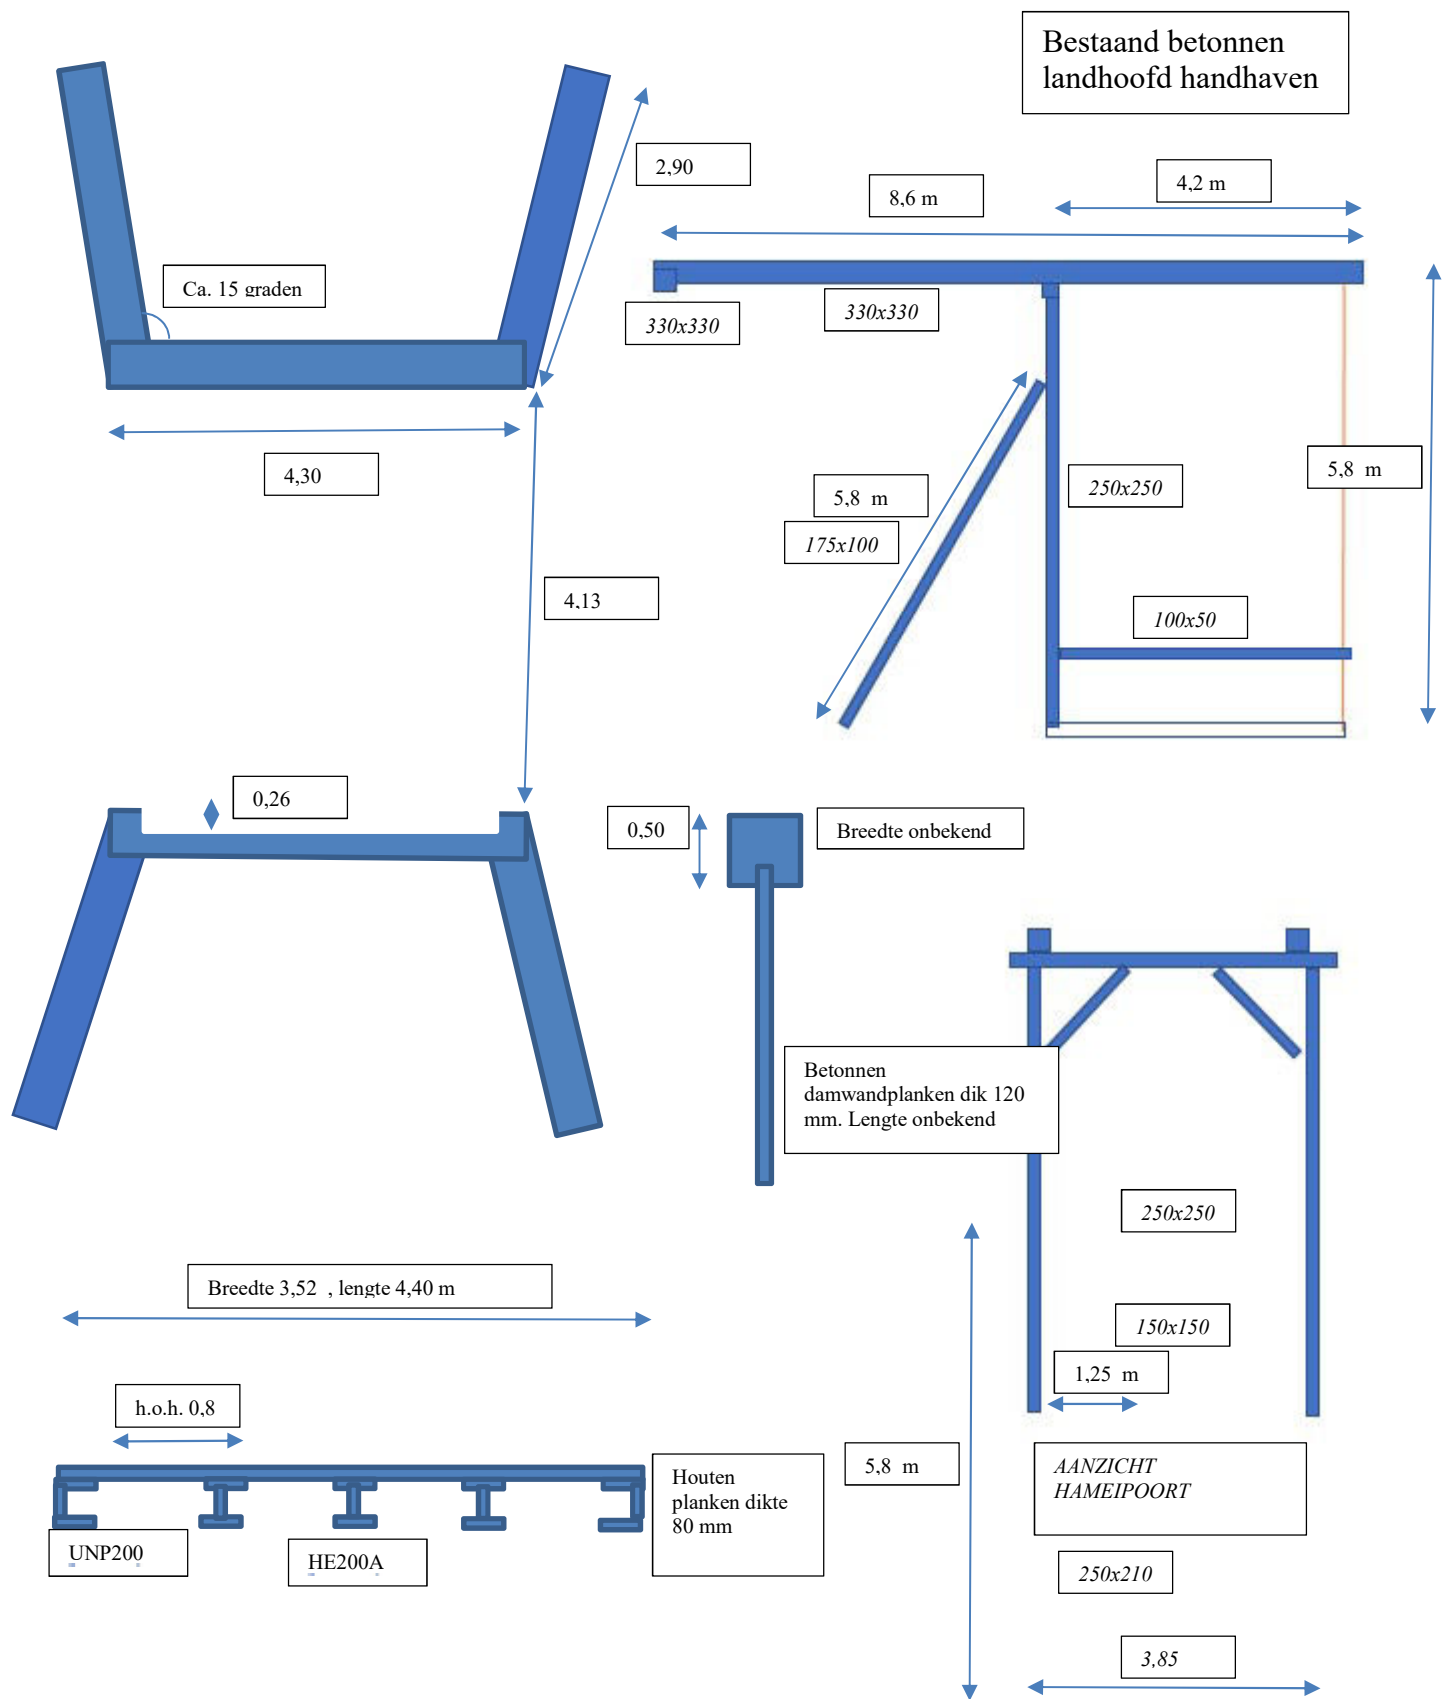 Bestaand betonnen
landhoofd handhaven
2,90
4,2 m
8,6 m
Ca. 15 graden
330x330
330x330
4,30
5,8 m
250x250
5,8 m
175x100
4,13
100x50
0,26
0,50
Breedte onbekend
Betonnen
damwandplanken dik 120
mm. Lengte onbekend
250x250
Breedte 3,52 , lengte 4,40 m
150x150
1,25 m
h.o.h. 0,8
5,8 m
AANZICHT
HAMEIPOORT
Houten
planken dikte
80 mm
UNP200
HE200A
250x210
3,85